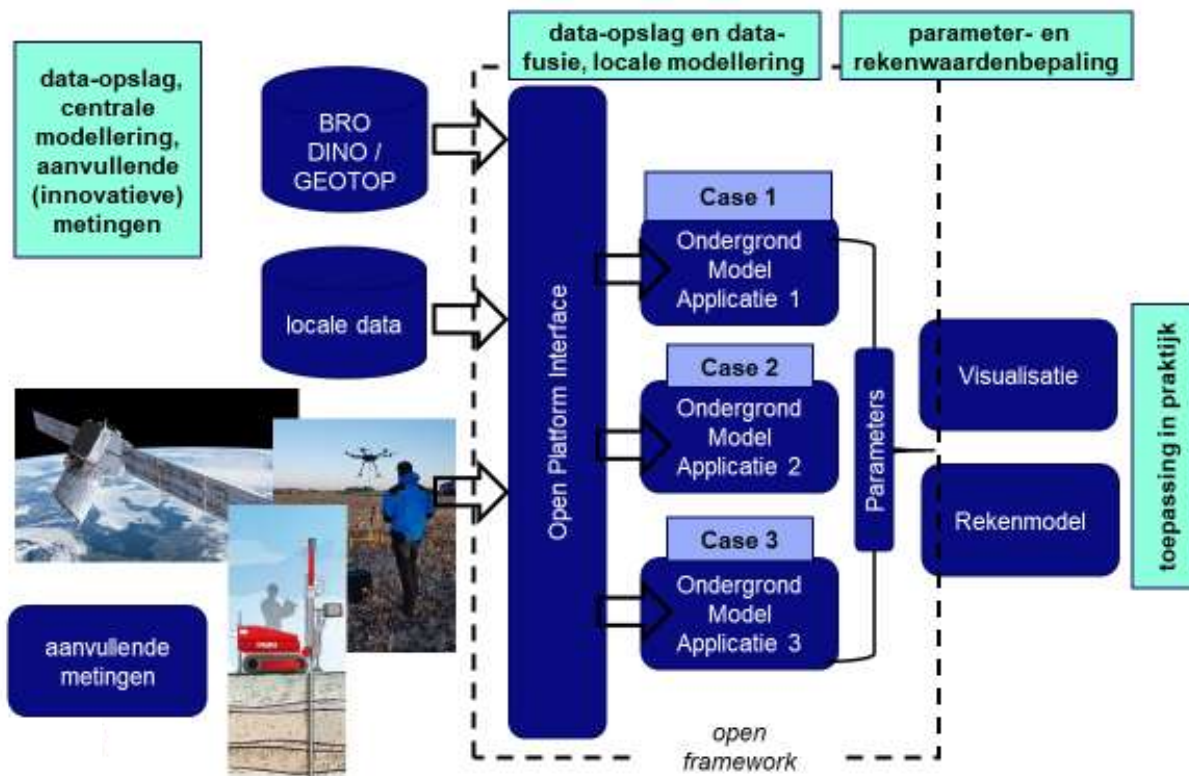 data-opslag,
centrale
modellering,
aanvullende
(innovatieve)
metingen
BRO
DINO /
GEOTOP
locale data
aanvullende
metingen
data-opslag en data-
fusie, locale modellering
Open Platform Interface
Case 1
Ondergrond
Model
Applicatie 1
Case 2
Ondergrond
Model
Applicatie 2
Case 3
Ondergrond
Model
Applicatie 3
open
framework
parameter- en
rekenwaardenbepaling
Parameters
Visualisatie
Rekenmodel
toepassing in praktijk